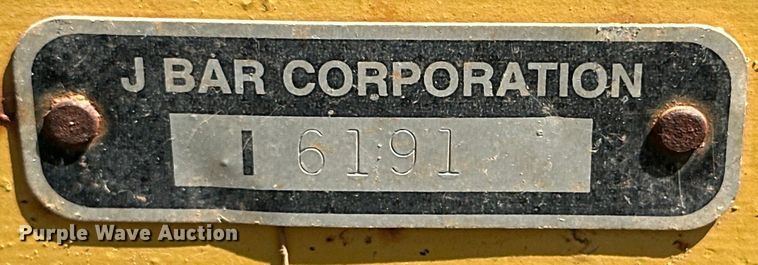 J BAR CORPORATION
I 6191
Purple Wave Auction